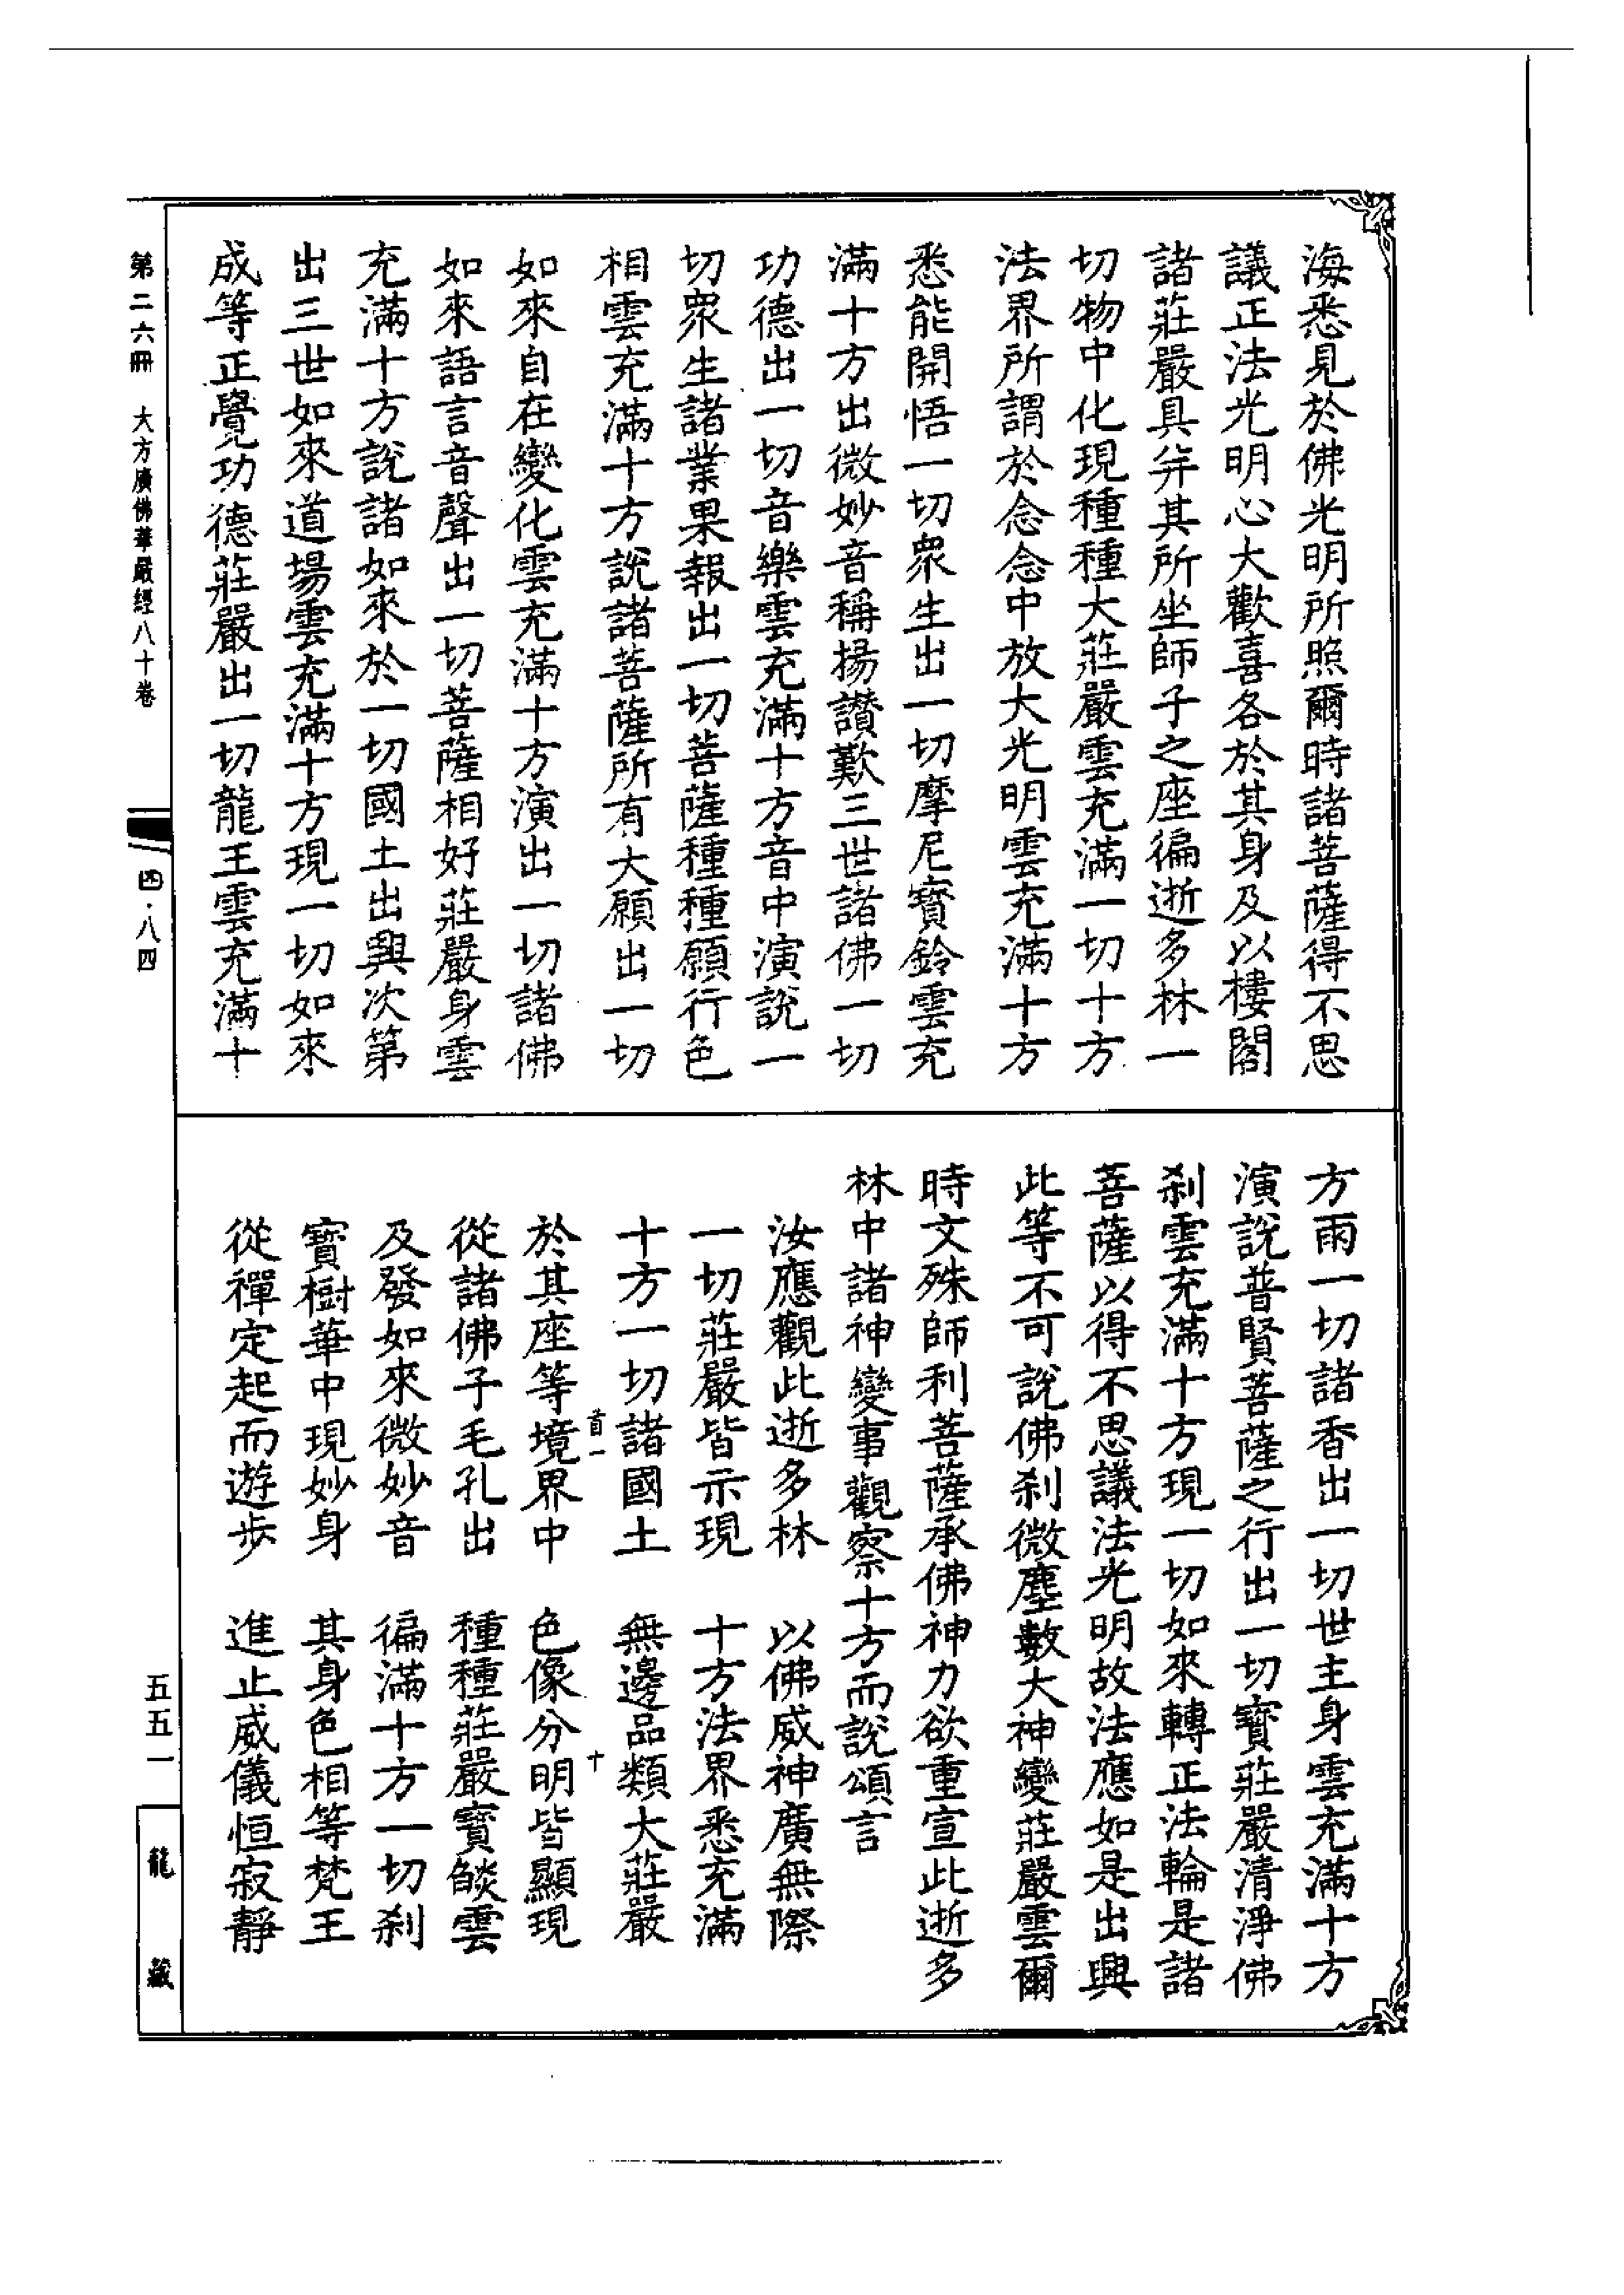 海悉見於佛光明所照爾時諸菩薩得不思
議正法光明心大歡喜各於其身及以樓閣
諸莊嚴具并其所坐師子之座徧逝多林一
切物中化現種種大莊嚴雲充滿一切十方
法界所謂於念念中放大光明雲充滿十方
悉能開悟一切眾生出一切摩尼寶鈴雲充
滿十方出微妙音稱揚讚歎三世諸佛一切
功德出一切音樂雲充滿十方音中演說一
切眾生諸業果報出一切菩薩種種願行色
相雲充滿十方說諸菩薩所有大願出一切
如來自在變化雲充滿十方演出一切諸佛
如來語言音聲出一切菩薩相好莊嚴身雲
充滿十方說諸如來於一切國土出興次第
出三世如來道場雲充滿十方現一切如來
成等正覺功德莊嚴出一切龍王雲充滿十
方雨一切諸香出一切世主身雲充滿十方
演說普賢菩薩之行出一切寶莊嚴清淨佛
剎雲充滿十方現一切如來轉正法輪是諸
菩薩以得不思議法光明故法應如是出興
此等不可說佛剎微塵數大神變莊嚴雲爾
時文殊師利菩薩承佛神力欲重宣此逝多
林中諸神變事觀察十方而說頌言
汝應觀此逝多林　以佛威神廣無際
一切莊嚴皆示現　十方法界悉充滿
十方一切諸國土　無邊品類大莊嚴
首一　十
於其座等境界中　色像分明皆顯現
從諸佛子毛孔出　種種莊嚴寶燄雲
及發如來微妙音　徧滿十方一切剎
寶樹華中現妙身　其身色相等梵王
從禪定起而遊步　進止威儀恒寂靜
第二六冊　大方廣佛華嚴經八十卷
四·八四
五五一
龍藏